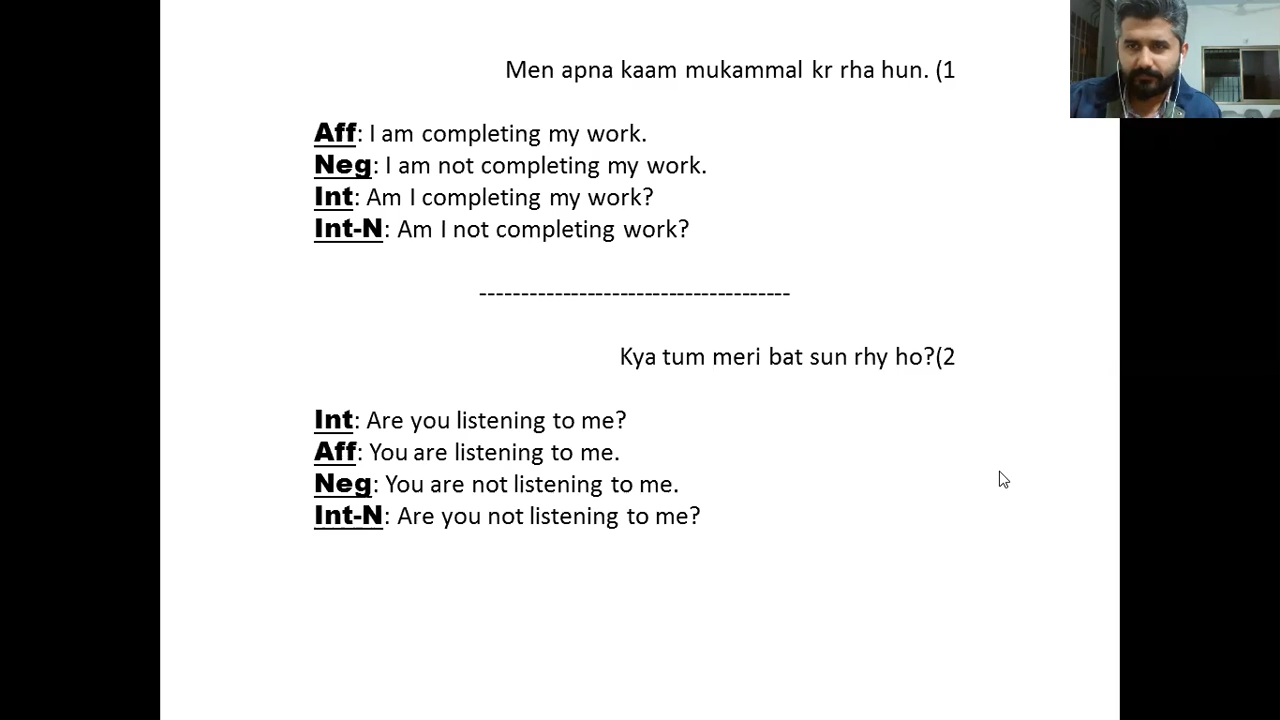 Men apna kaam mukammal kr rha hun. (1
Aff: I am completing my work.
Neg: I am not completing my work.
Int: Am I completing my work?
Int-N: Am I not completing work?
-------------------------------------
Kya tum meri bat sun rhy ho?(2
Int: Are you listening to me?
Aff: You are listening to me.
Neg: You are not listening to me.
Int-N: Are you not listening to me?